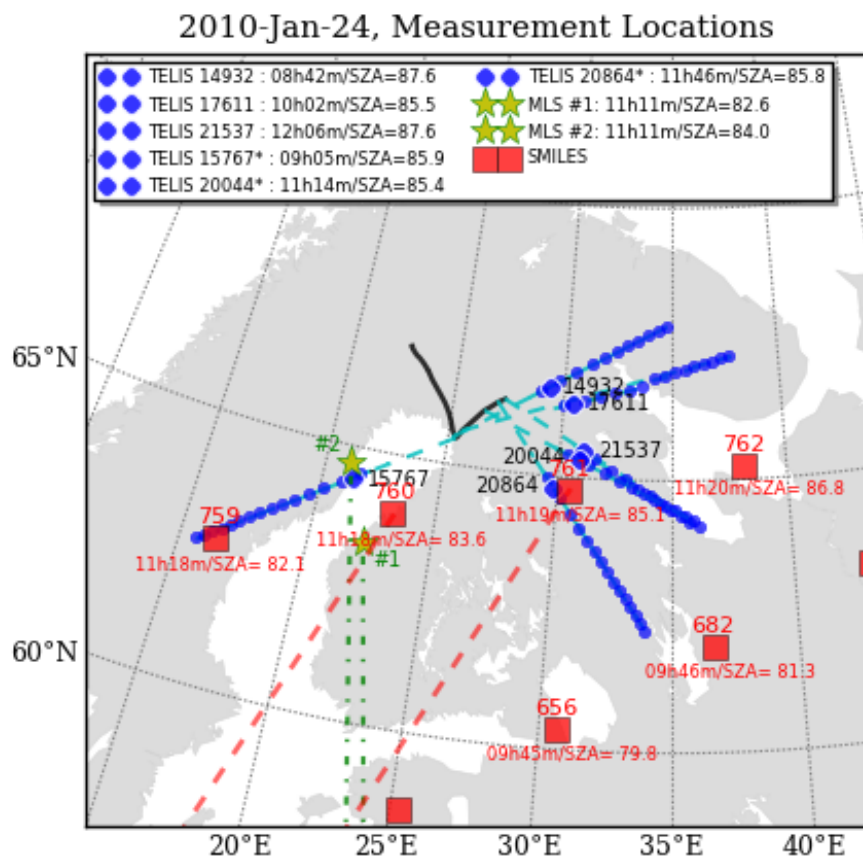 2010-Jan-24, Measurement Locations
TELIS 14932 : 08h42m/SZA=87.6
TELIS 17611 : 10h02m/SZA=85.5
TELIS 21537 : 12h06m/SZA=87.6
TELIS 15767* : 09h05m/SZA=85.9
TELIS 20044* : 11h14m/SZA=85.4
TELIS 20864* : 11h46m/SZA=85.8
MLS #1: 11h11m/SZA=82.6
MLS #2: 11h11m/SZA=84.0
SMILES
65°N
14932
17611
#2
20044
21537
762
15767
761
20864
11h20m/SZA= 86.8
760
759
11h19m/SZA= 85.1
11h18m/SZA= 83.6
11h18m/SZA= 82.1
#1
682
60°N
09h46m/SZA= 81.3
656
09h45m/SZA= 79.8
20°E
25°E
30°E
35°E
40°E